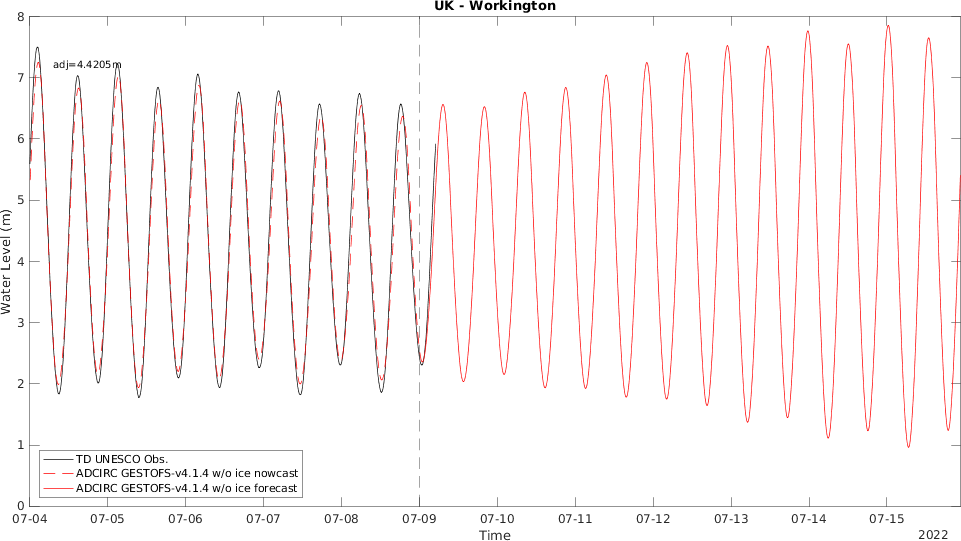 UK - Workington
8
adj=4.4205m
7
6
5
4
3
2
1
0
Water Level (m)
TD UNESCO Obs.
ADCIRC GESTOFS-v4.1.4 w/o ice nowcast
ADCIRC GESTOFS-v4.1.4 w/o ice forecast
07-04 07-05 07-06 07-07 07-08 07-09 07-10 07-11 07-12 07-13 07-14 07-15
Time
2022